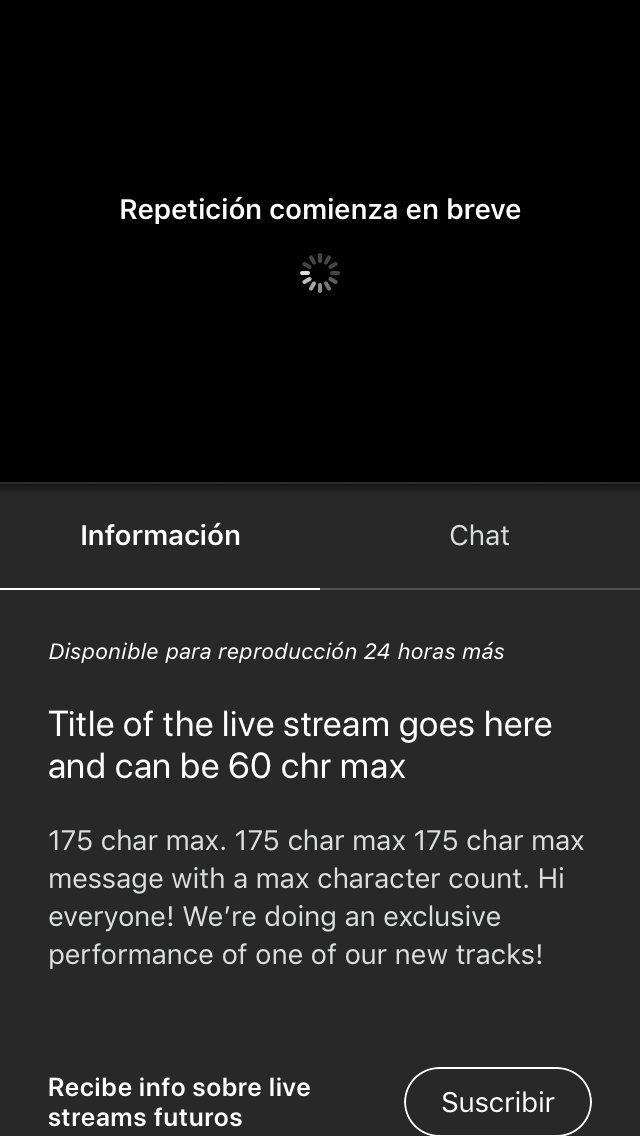 Repetición comienza en breve
Información
Chat
Disponible para reproducción 24 horas más
Title of the live stream goes here
and can be 60 chr max
175 char max. 175 char max 175 char max
message with a max character count. Hi
everyone! We’re doing an exclusive
performance of one of our new tracks!
Recibe info sobre live
streams futuros
Suscribir